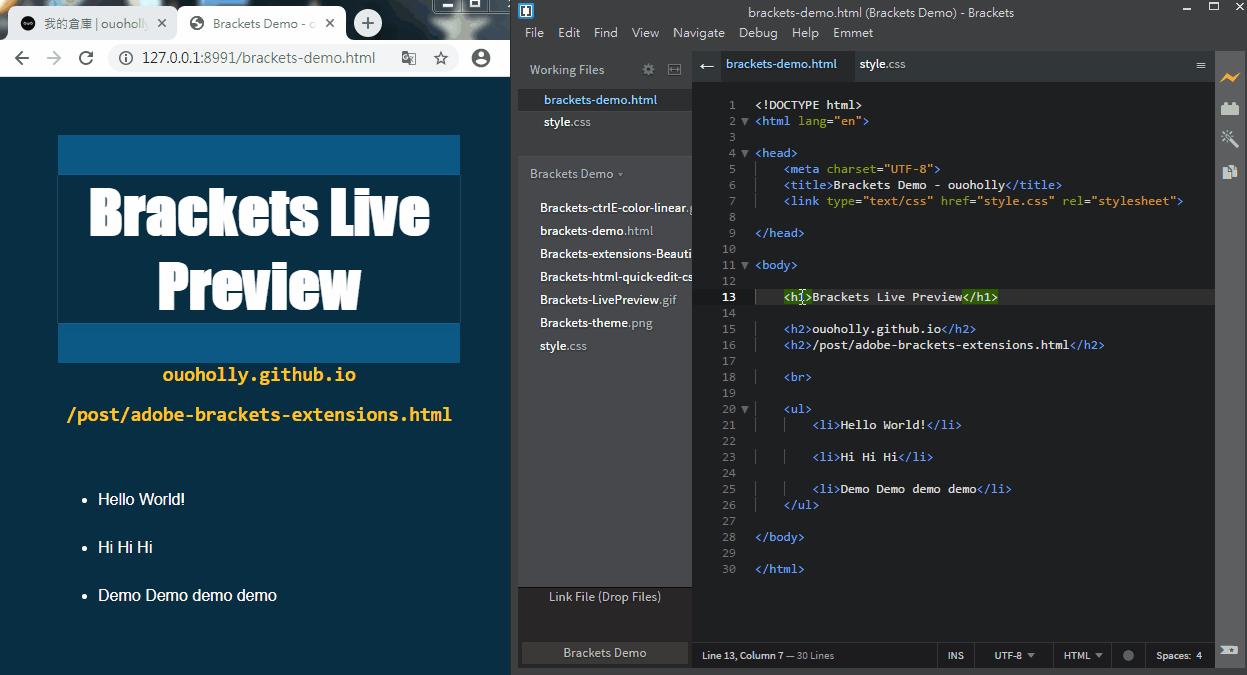 我的倉庫 | ouoholly
Brackets Demo - o
127.0.0.1:8991/brackets-demo.html
Brackets Live
Preview
ouoholly.github.io
/post/adobe-brackets-extensions.html
Hello World!
Hi Hi Hi
Demo Demo demo demo
brackets-demo.html (Brackets Demo) - Brackets
File Edit Find View Navigate Debug Help Emmet
Working Files
brackets-demo.html
style.css
Brackets Demo
Brackets-ctrlE-color-linear.g
brackets-demo.html
Brackets-extensions-Beauti
Brackets-html-quick-edit-cs
Brackets-LivePreview.gif
Brackets-theme.png
style.css
Link File (Drop Files)
Brackets Demo
brackets-demo.html style.css
1 <!DOCTYPE html>
2 <html lang="en">
3
4 <head>
5 <meta charset="UTF-8">
6 <title>Brackets Demo - ouoholly</title>
7 <link type="text/css" href="style.css" rel="stylesheet">
8
9 </head>
10
11 <body>
12
13 <h1>Brackets Live Preview</h1>
14
15 <h2>ouoholly.github.io</h2>
16 <h2>/post/adobe-brackets-extensions.html</h2>
17
18 <br>
19
20 <ul>
21 <li>Hello World!</li>
22
23 <li>Hi Hi Hi</li>
24
25 <li>Demo Demo demo demo</li>
26 </ul>
27
28 </body>
29
30 </html>
Line 13, Column 7 — 30 Lines INS UTF-8 HTML Spaces: 4